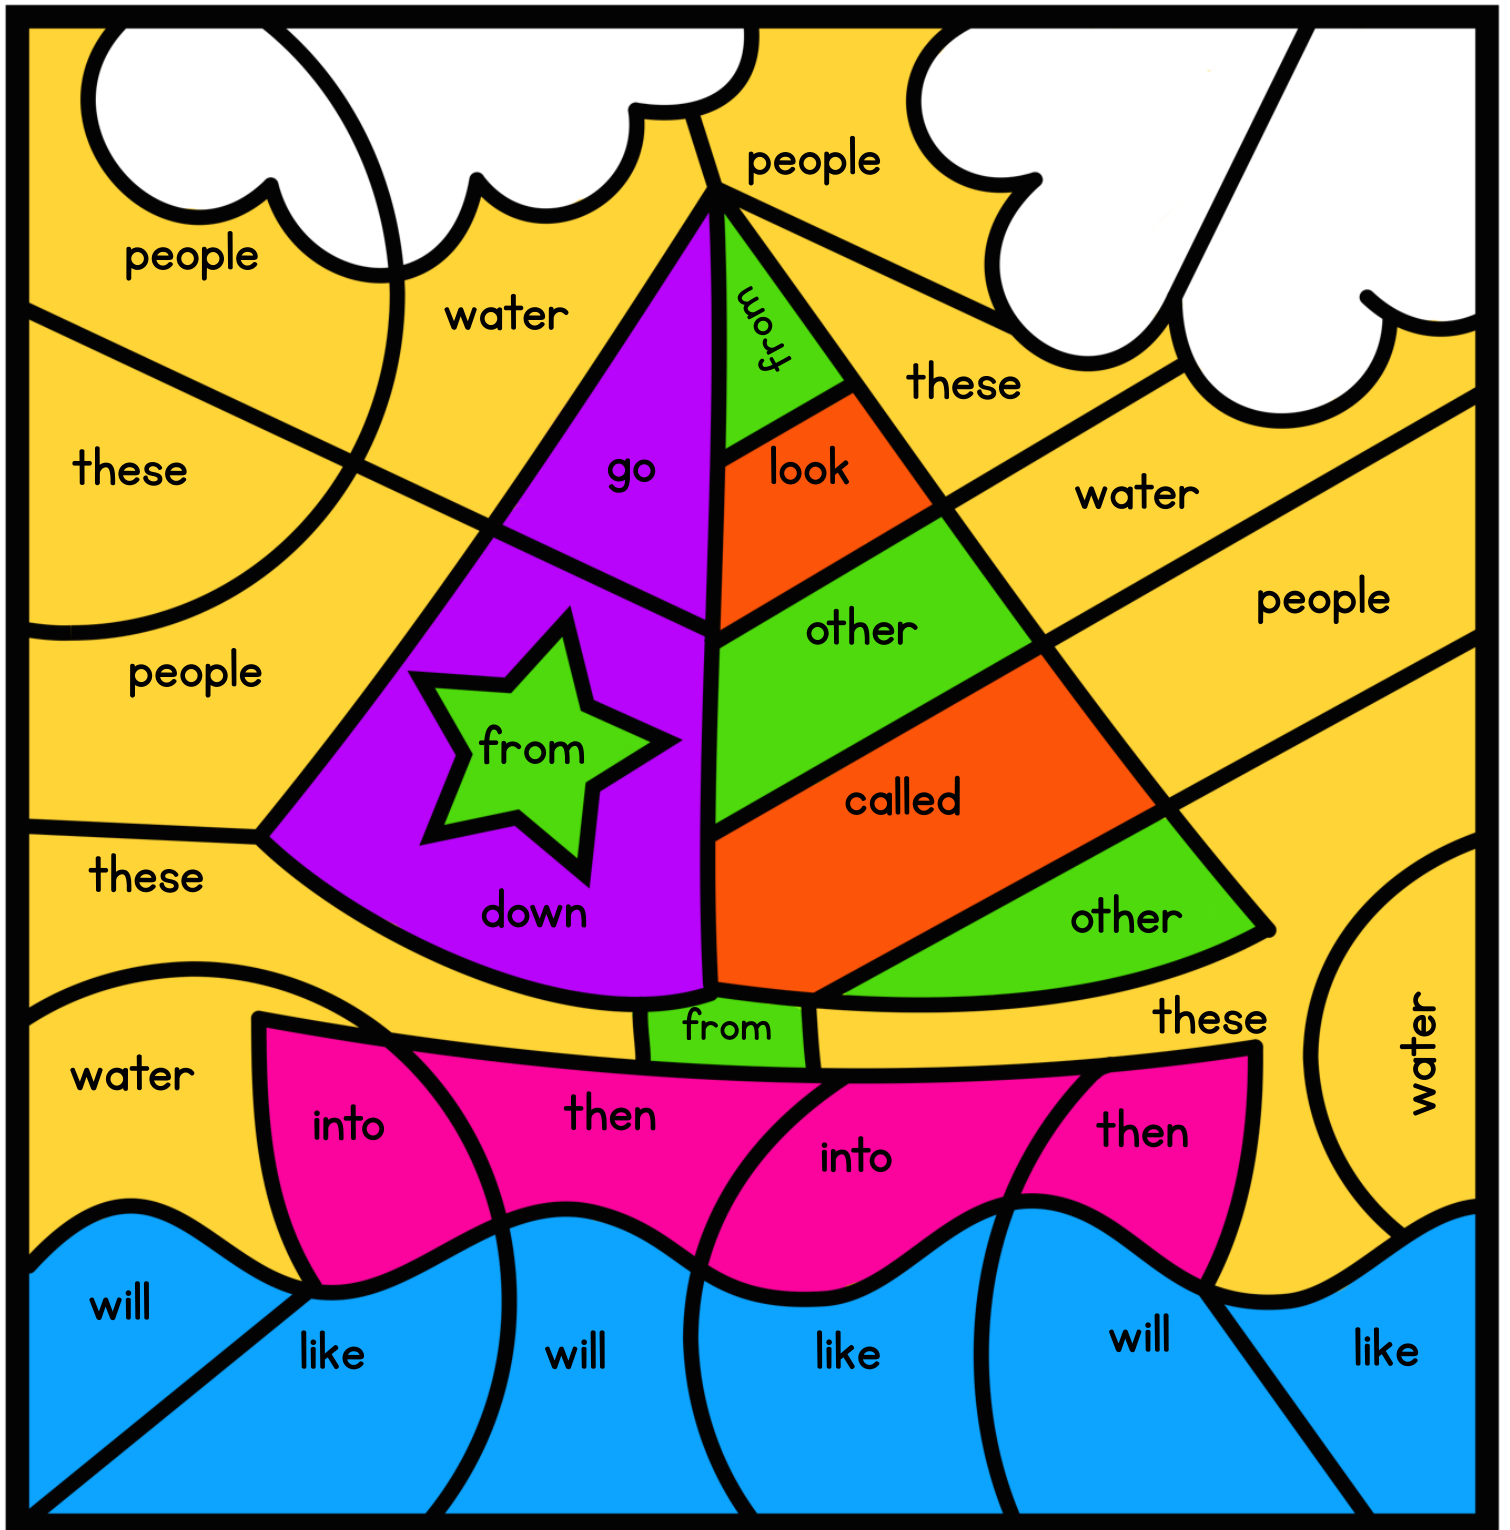 people
people
water
from
these
go
look
these
water
other
people
people
from
called
these
down
other
these
from
water
water
into
then
into
then
will
like
will
like
will
like